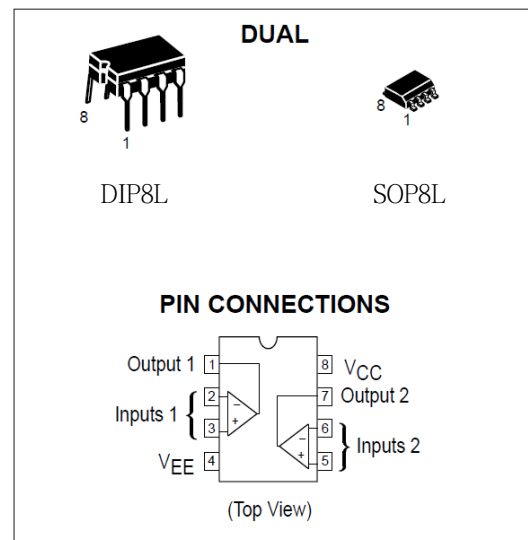 DUAL
8
1
8
1
DIP8L
SOP8L
PIN CONNECTIONS
Output 1
1
8
VCC
2
7
Output 2
Inputs 1
−
+
3
6
−
+
Inputs 2
VEE
4
5
(Top View)